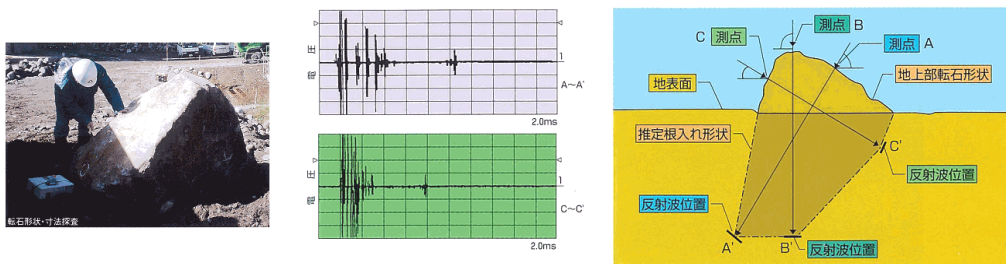 転石形状・寸法探査
電圧
1
A～A'
2.0ms
電圧
1
C～C'
2.0ms
測点 B
C 測点
測点 A
地表面
地上部転石形状
推定根入れ形状
C'
反射波位置
反射波位置
A'
B'
反射波位置